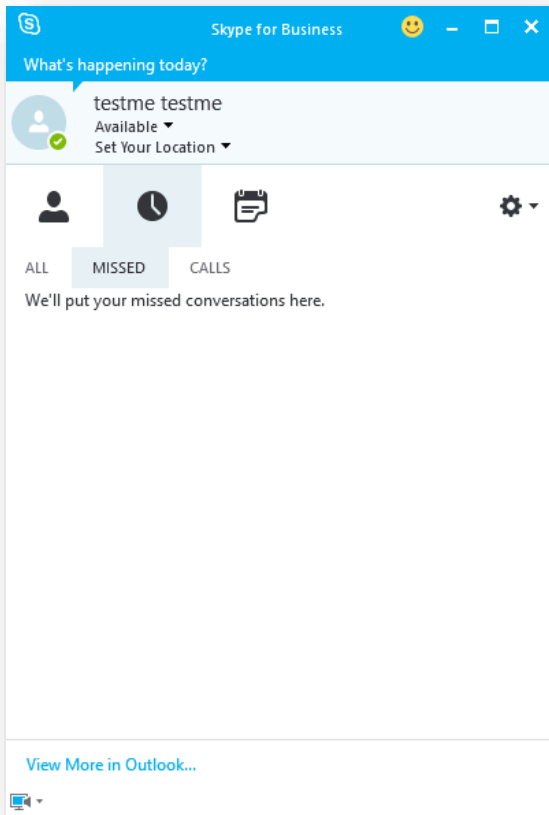 Skype for Business
What's happening today?
testme testme
Available
Set Your Location
ALL MISSED CALLS
We'll put your missed conversations here.
View More in Outlook...